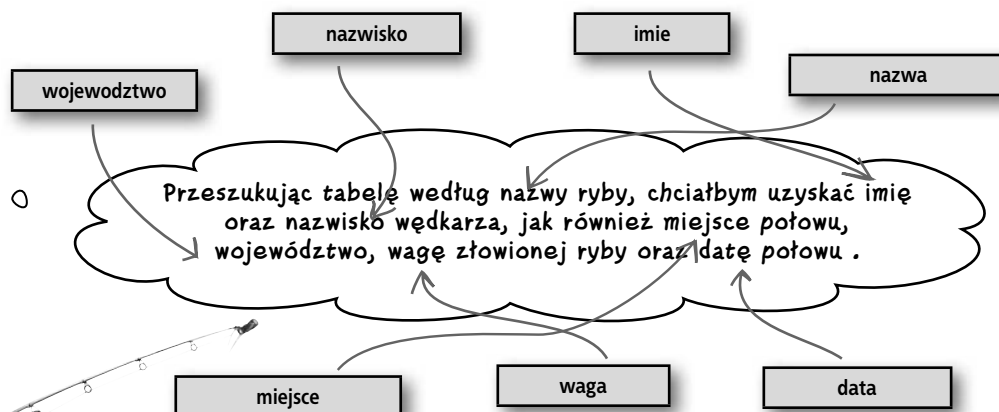 nazwisko
imie
nazwa
wojewodztwo
Przeszukując tabelę według nazwy ryby, chciałbym uzyskać imię
oraz nazwisko wędkarza, jak również miejsce połowu,
województwo, wagę złowionej ryby oraz datę połowu .
miejsce
waga
data